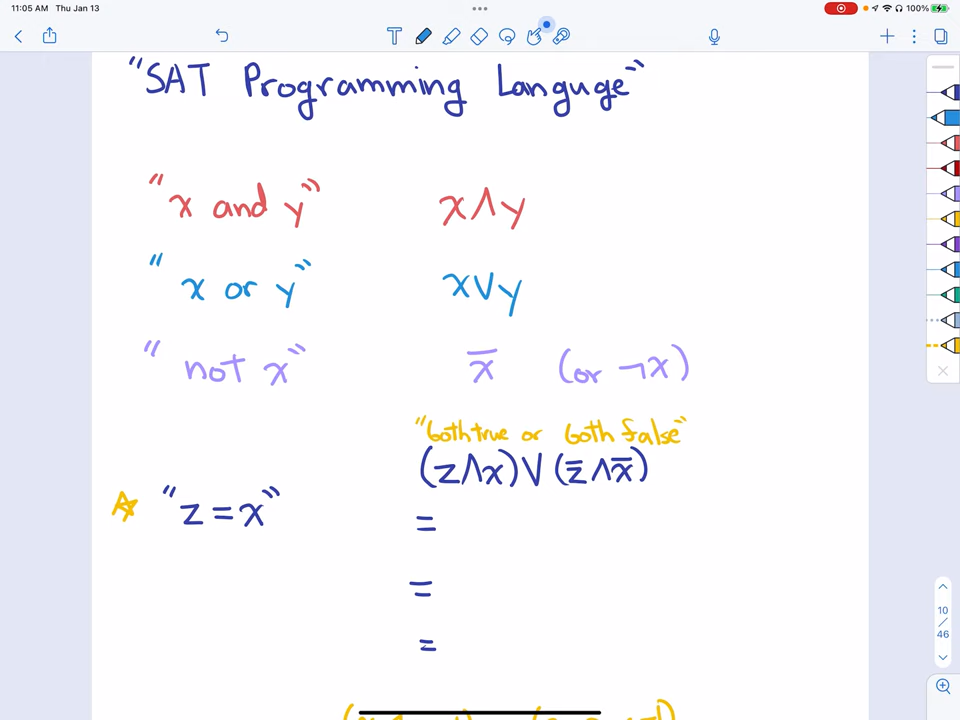 11:05 AM Thu Jan 13
100%
"SAT Programming Languge"
"x and y" x∧y
"x or y" x∨y
"not x" x̅ (or ¬x)
"both true or both false"
(z∧x)∨(z̅∧x̅)
☆ "z=x"
=
=
=
10
/
46